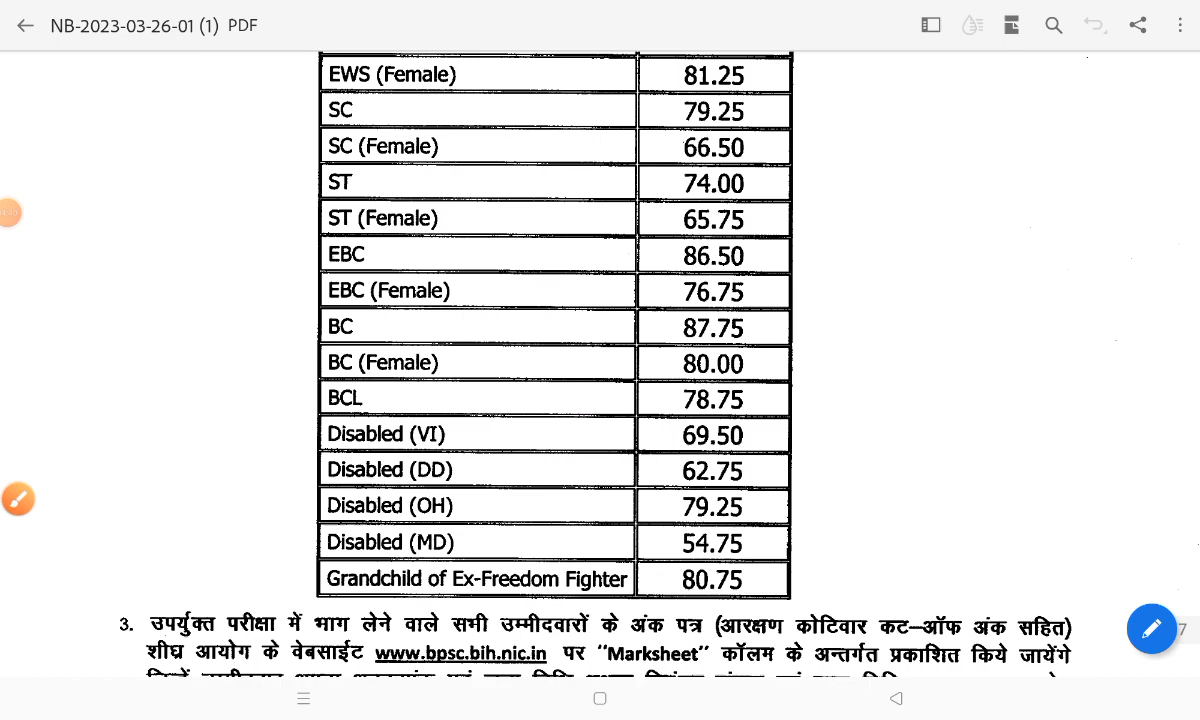 NB-2023-03-26-01 (1) PDF
EWS (Female) 81.25
SC 79.25
SC (Female) 66.50
ST 74.00
ST (Female) 65.75
EBC 86.50
EBC (Female) 76.75
BC 87.75
BC (Female) 80.00
BCL 78.75
Disabled (VI) 69.50
Disabled (DD) 62.75
Disabled (OH) 79.25
Disabled (MD) 54.75
Grandchild of Ex-Freedom Fighter 80.75
3. उपर्युक्त परीक्षा में भाग लेने वाले सभी उम्मीदवारों के अंक पत्र (आरक्षण कोटिवार कट–ऑफ अंक सहित)
शीघ्र आयोग के वेबसाईट www.bpsc.bih.nic.in पर "Marksheet" कॉलम के अन्तर्गत प्रकाशित किये जायेंगे
7